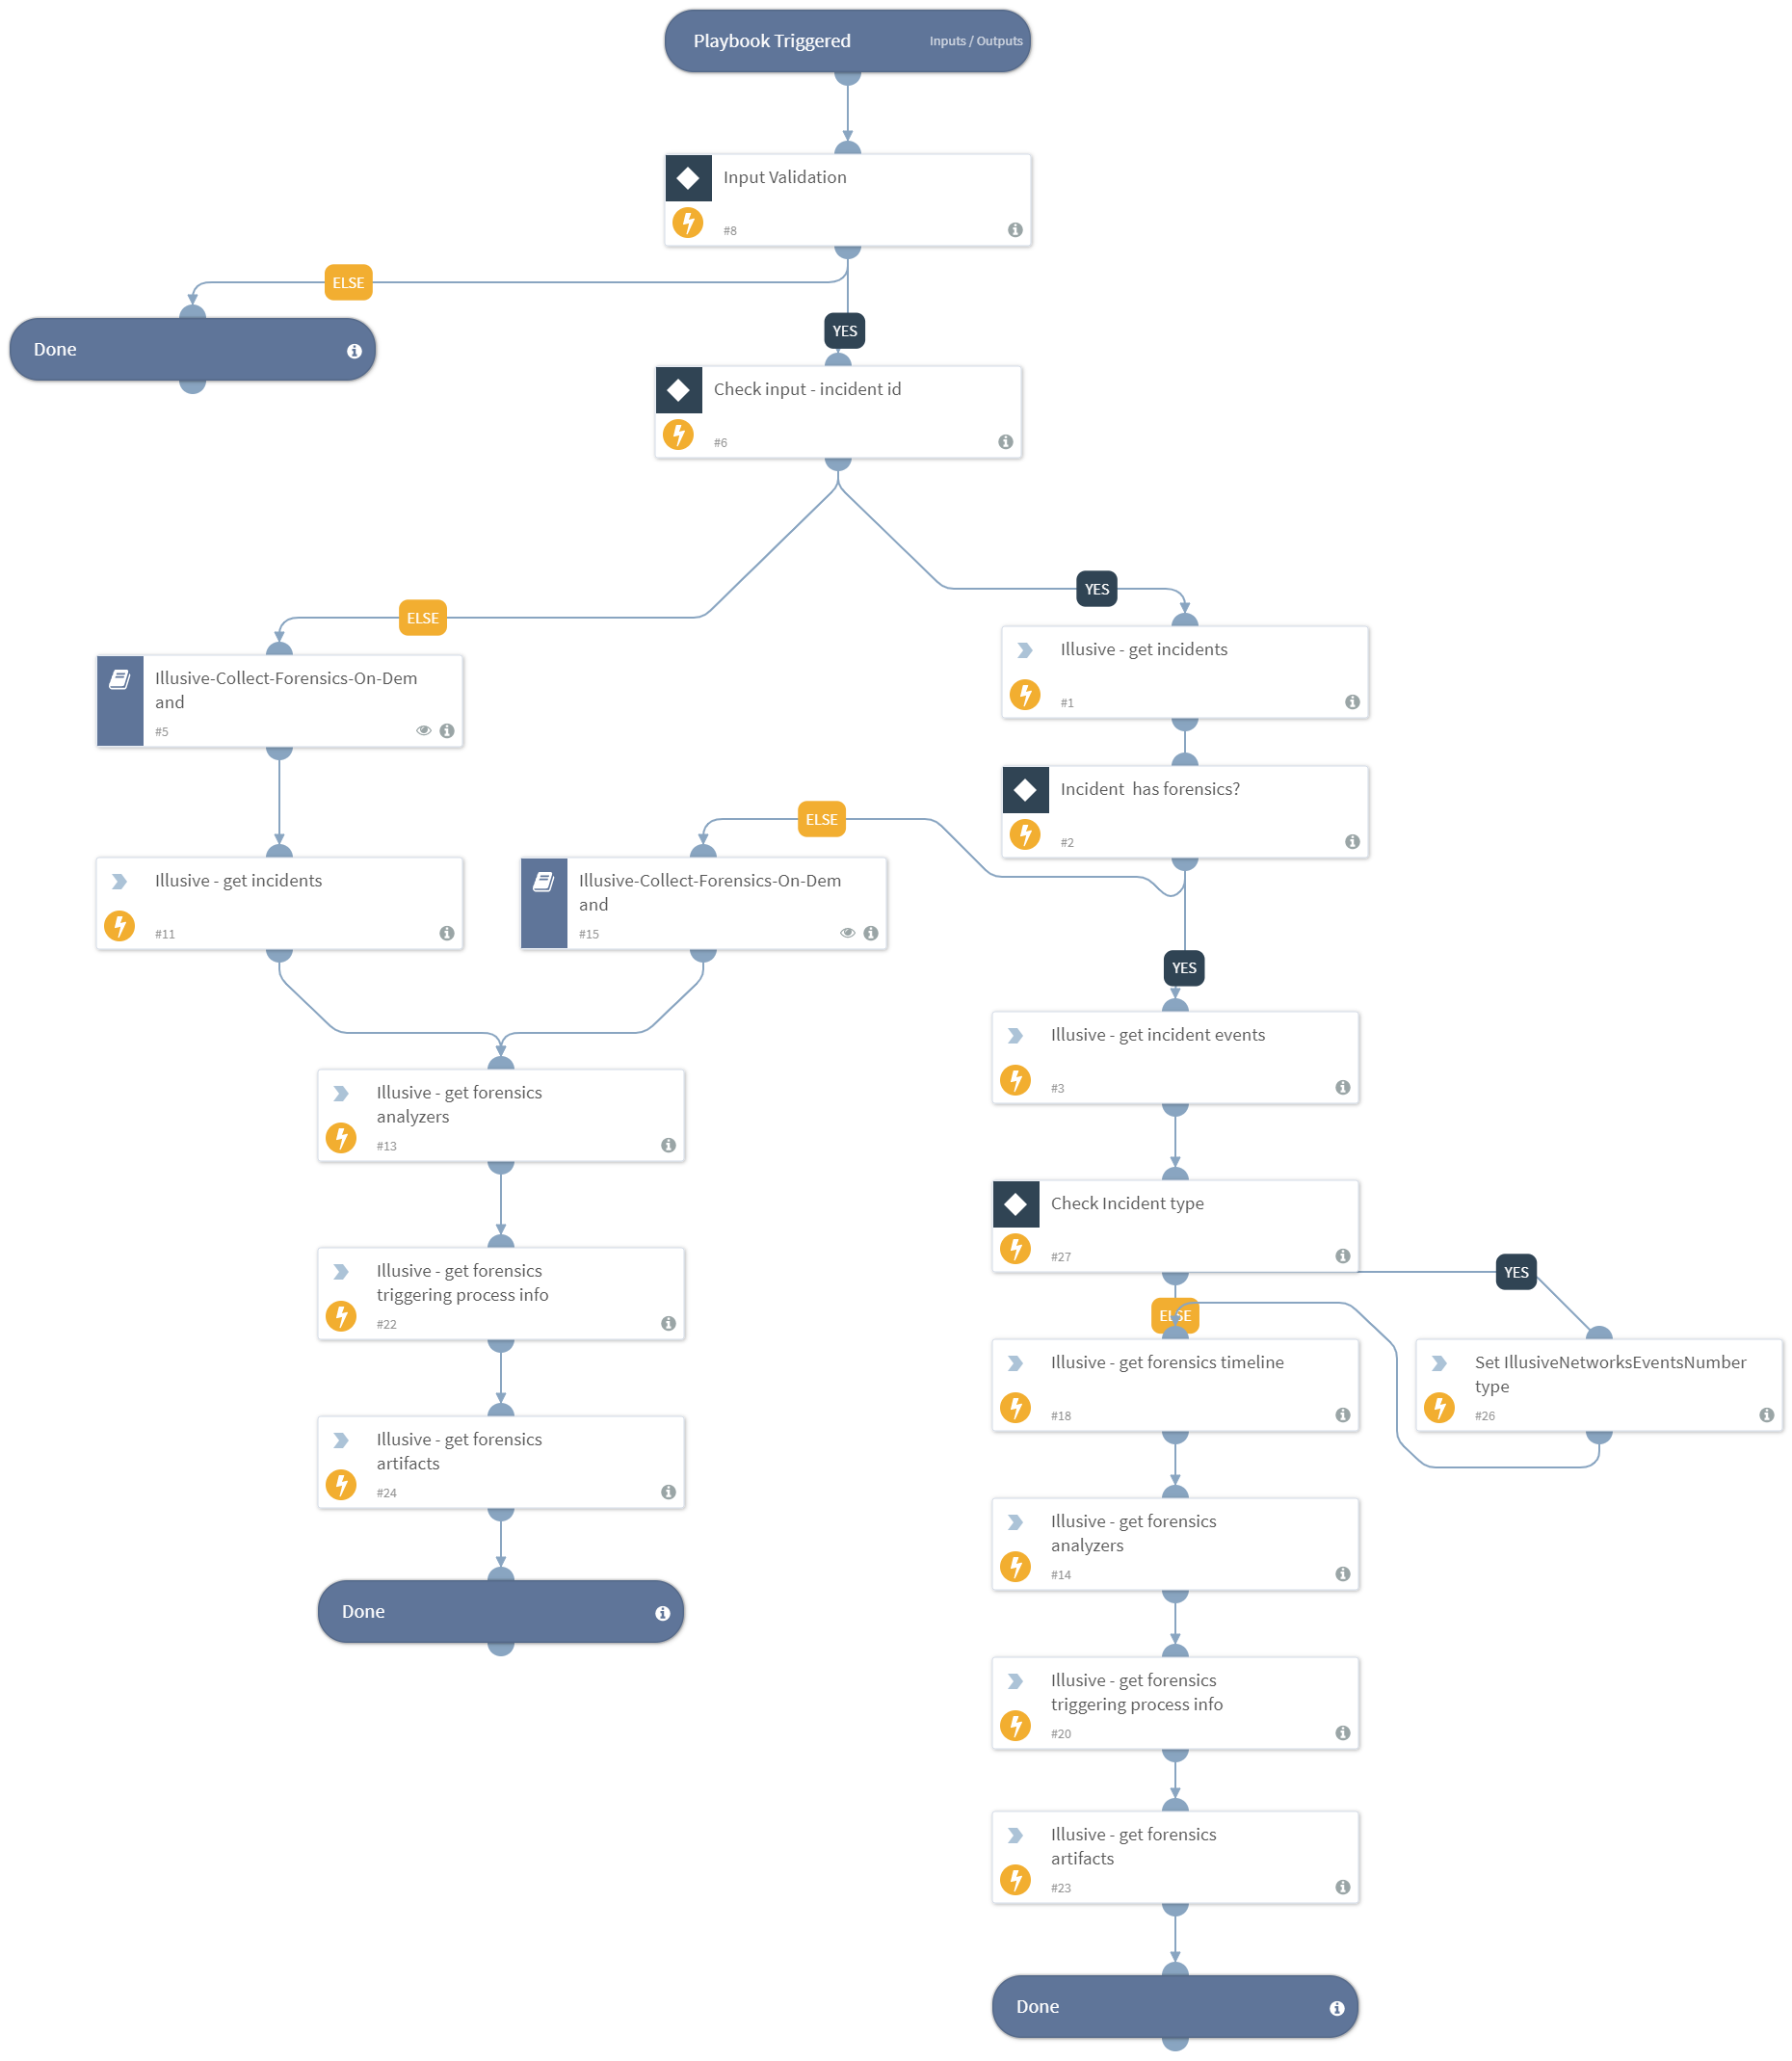 Playbook Triggered
Inputs / Outputs
Input Validation
#8
ELSE
YES
Done
Check input - incident id
#6
YES
ELSE
Illusive - get incidents
#1
Illusive-Collect-Forensics-On-Dem
and
#5
Incident  has forensics?
#2
ELSE
Illusive - get incidents
#11
Illusive-Collect-Forensics-On-Dem
and
#15
YES
Illusive - get incident events
#3
Illusive - get forensics
analyzers
#13
Check Incident type
#27
YES
Illusive - get forensics
triggering process info
#22
ELSE
Illusive - get forensics timeline
#18
Set IllusiveNetworksEventsNumber
type
#26
Illusive - get forensics
artifacts
#24
Illusive - get forensics
analyzers
#14
Done
Illusive - get forensics
triggering process info
#20
Illusive - get forensics
artifacts
#23
Done